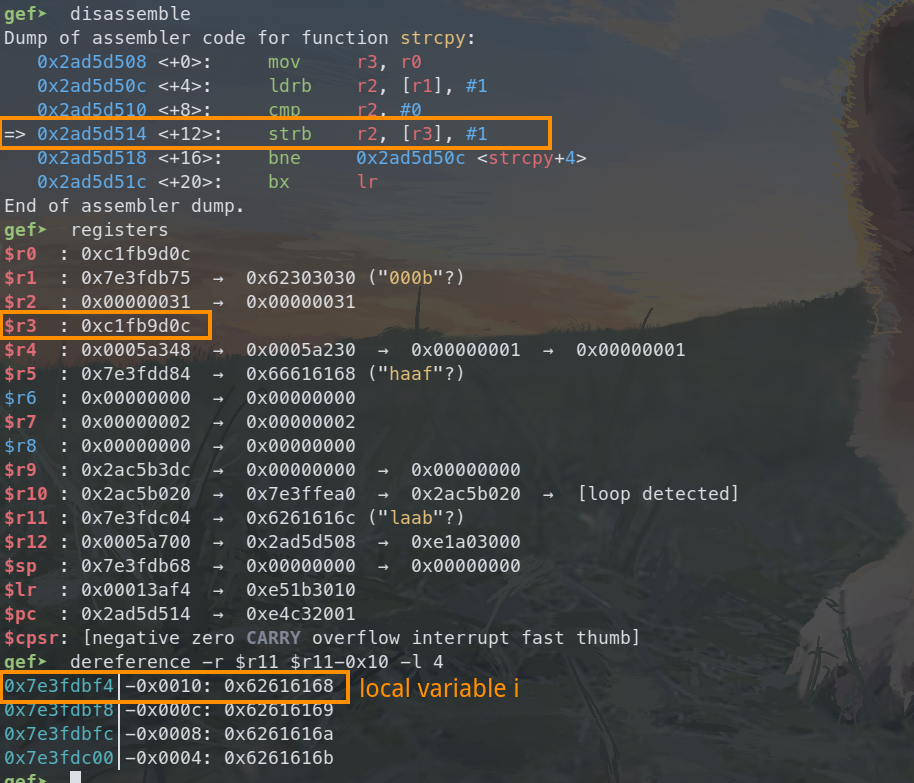 gef➤  disassemble
Dump of assembler code for function strcpy:
   0x2ad5d508 <+0>:     mov     r3, r0
   0x2ad5d50c <+4>:     ldrb    r2, [r1], #1
   0x2ad5d510 <+8>:     cmp     r2, #0
=> 0x2ad5d514 <+12>:    strb    r2, [r3], #1
   0x2ad5d518 <+16>:    bne     0x2ad5d50c <strcpy+4>
   0x2ad5d51c <+20>:    bx      lr
End of assembler dump.
gef➤  registers
$r0  : 0xc1fb9d0c
$r1  : 0x7e3fdb75  →  0x62303030 ("000b"?)
$r2  : 0x00000031  →  0x00000031
$r3  : 0xc1fb9d0c
$r4  : 0x0005a348  →  0x0005a230  →  0x00000001  →  0x00000001
$r5  : 0x7e3fdd84  →  0x66616168 ("haaf"?)
$r6  : 0x00000000  →  0x00000000
$r7  : 0x00000002  →  0x00000002
$r8  : 0x00000000  →  0x00000000
$r9  : 0x2ac5b3dc  →  0x00000000  →  0x00000000
$r10 : 0x2ac5b020  →  0x7e3ffea0  →  0x2ac5b020  →  [loop detected]
$r11 : 0x7e3fdc04  →  0x6261616c ("laab"?)
$r12 : 0x0005a700  →  0x2ad5d508  →  0xe1a03000
$sp  : 0x7e3fdb68  →  0x00000000  →  0x00000000
$lr  : 0x00013af4  →  0xe51b3010
$pc  : 0x2ad5d514  →  0xe4c32001
$cpsr: [negative zero CARRY overflow interrupt fast thumb]
gef➤  dereference -r $r11 $r11-0x10 -l 4
0x7e3fdbf4│-0x0010: 0x62616168 local variable i
0x7e3fdbf8│-0x000c: 0x62616169
0x7e3fdbfc│-0x0008: 0x6261616a
0x7e3fdc00│-0x0004: 0x6261616b
gef➤